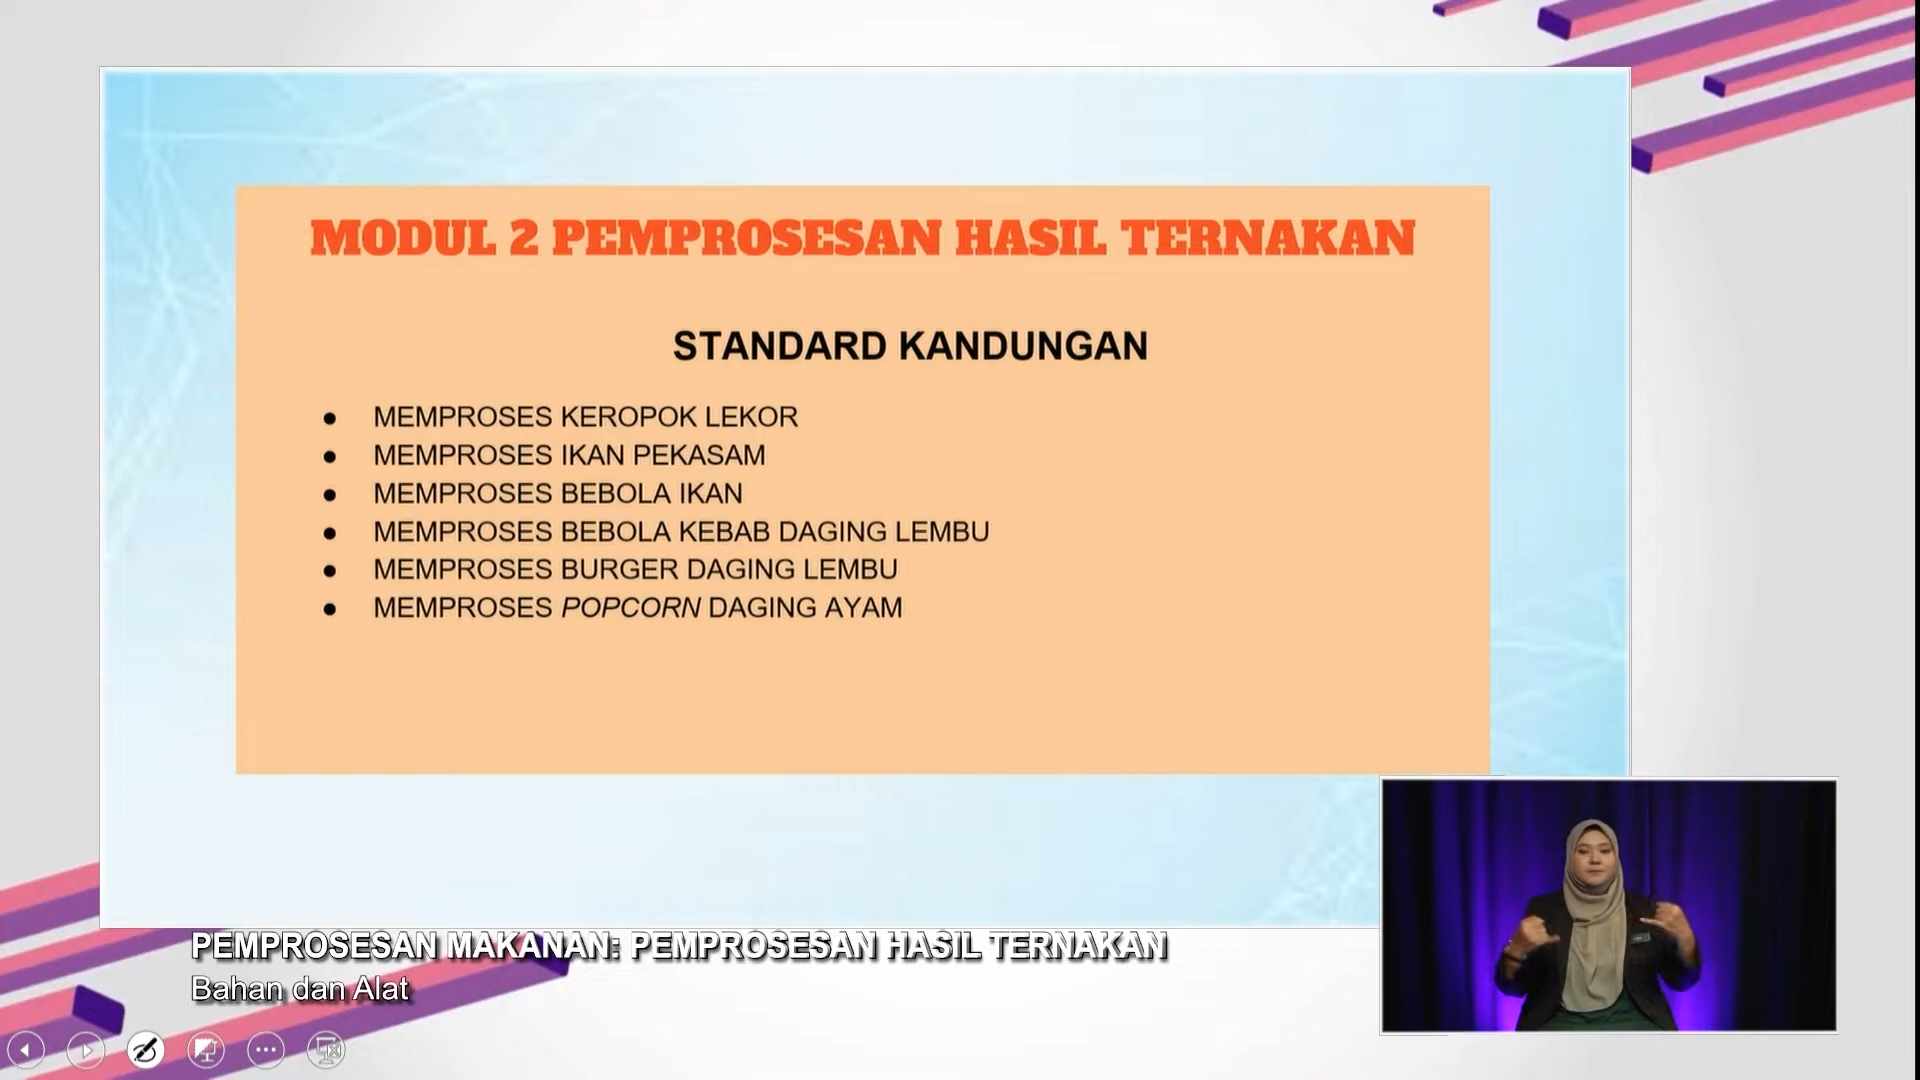 MODUL 2 PEMPROSESAN HASIL TERNAKAN
STANDARD KANDUNGAN
● MEMPROSES KEROPOK LEKOR
● MEMPROSES IKAN PEKASAM
● MEMPROSES BEBOLA IKAN
● MEMPROSES BEBOLA KEBAB DAGING LEMBU
● MEMPROSES BURGER DAGING LEMBU
● MEMPROSES POPCORN DAGING AYAM
PEMPROSESAN MAKANAN: PEMPROSESAN HASIL TERNAKAN
Bahan dan Alat